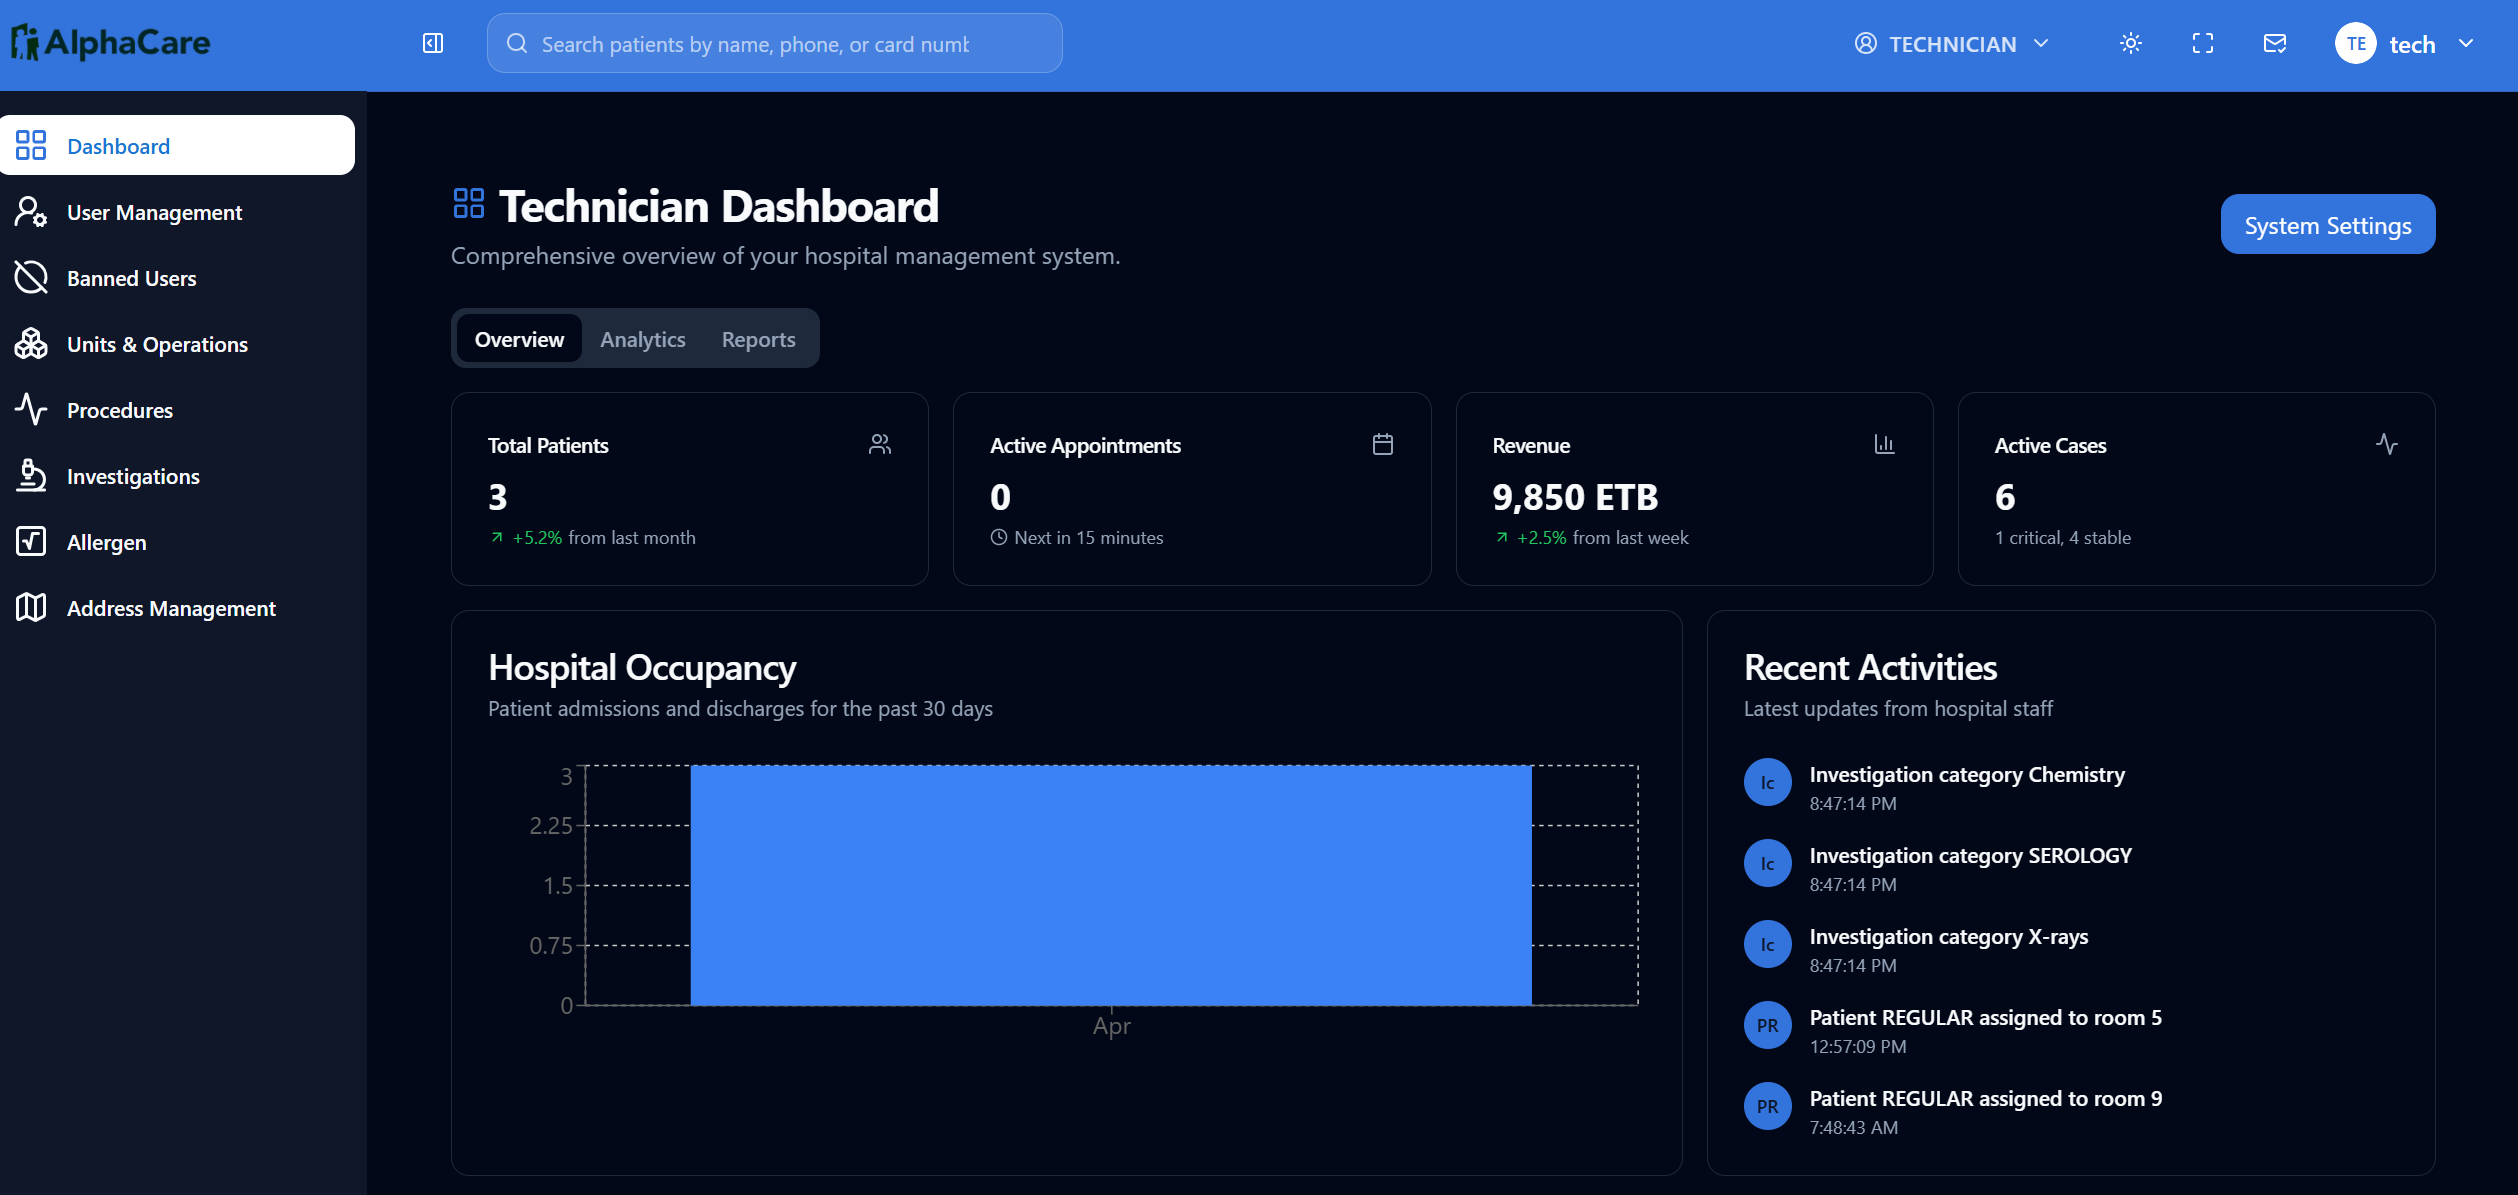 AlphaCare
Search patients by name, phone, or card numb
TECHNICIAN
TE
tech
Dashboard
User Management
Banned Users
Units & Operations
Procedures
Investigations
Allergen
Address Management
Technician Dashboard
Comprehensive overview of your hospital management system.
System Settings
Overview
Analytics
Reports
Total Patients
3
+5.2% from last month
Active Appointments
0
Next in 15 minutes
Revenue
9,850 ETB
+2.5% from last week
Active Cases
6
1 critical, 4 stable
Hospital Occupancy
Patient admissions and discharges for the past 30 days
3
2.25
1.5
0.75
0
Apr
Recent Activities
Latest updates from hospital staff
Ic
Investigation category Chemistry
8:47:14 PM
Ic
Investigation category SEROLOGY
8:47:14 PM
Ic
Investigation category X-rays
8:47:14 PM
PR
Patient REGULAR assigned to room 5
12:57:09 PM
PR
Patient REGULAR assigned to room 9
7:48:43 AM